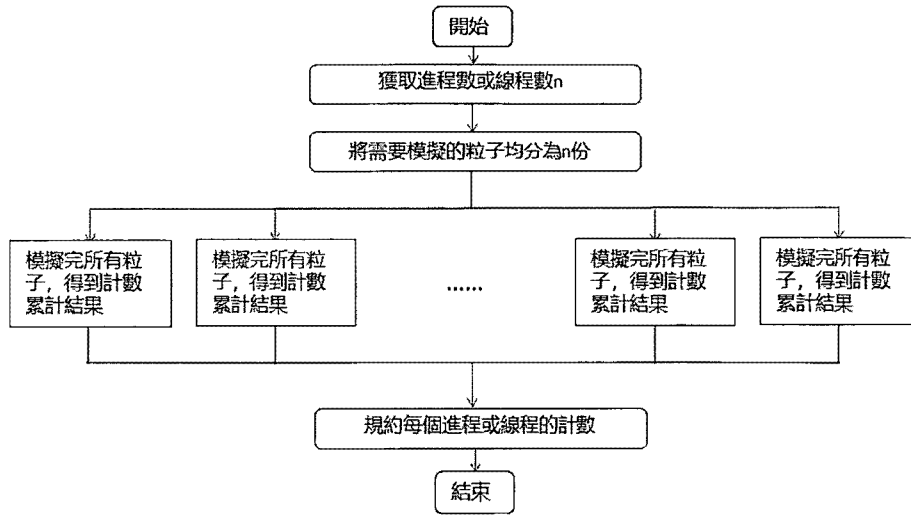 開始
獲取進程數或線程數n
將需要模擬的粒子均分為n份
模擬完所有粒
子，得到計數
累計結果
模擬完所有粒
子，得到計數
累計結果
......
模擬完所有粒
子，得到計數
累計結果
模擬完所有粒
子，得到計數
累計結果
規約每個進程或線程的計數
結束